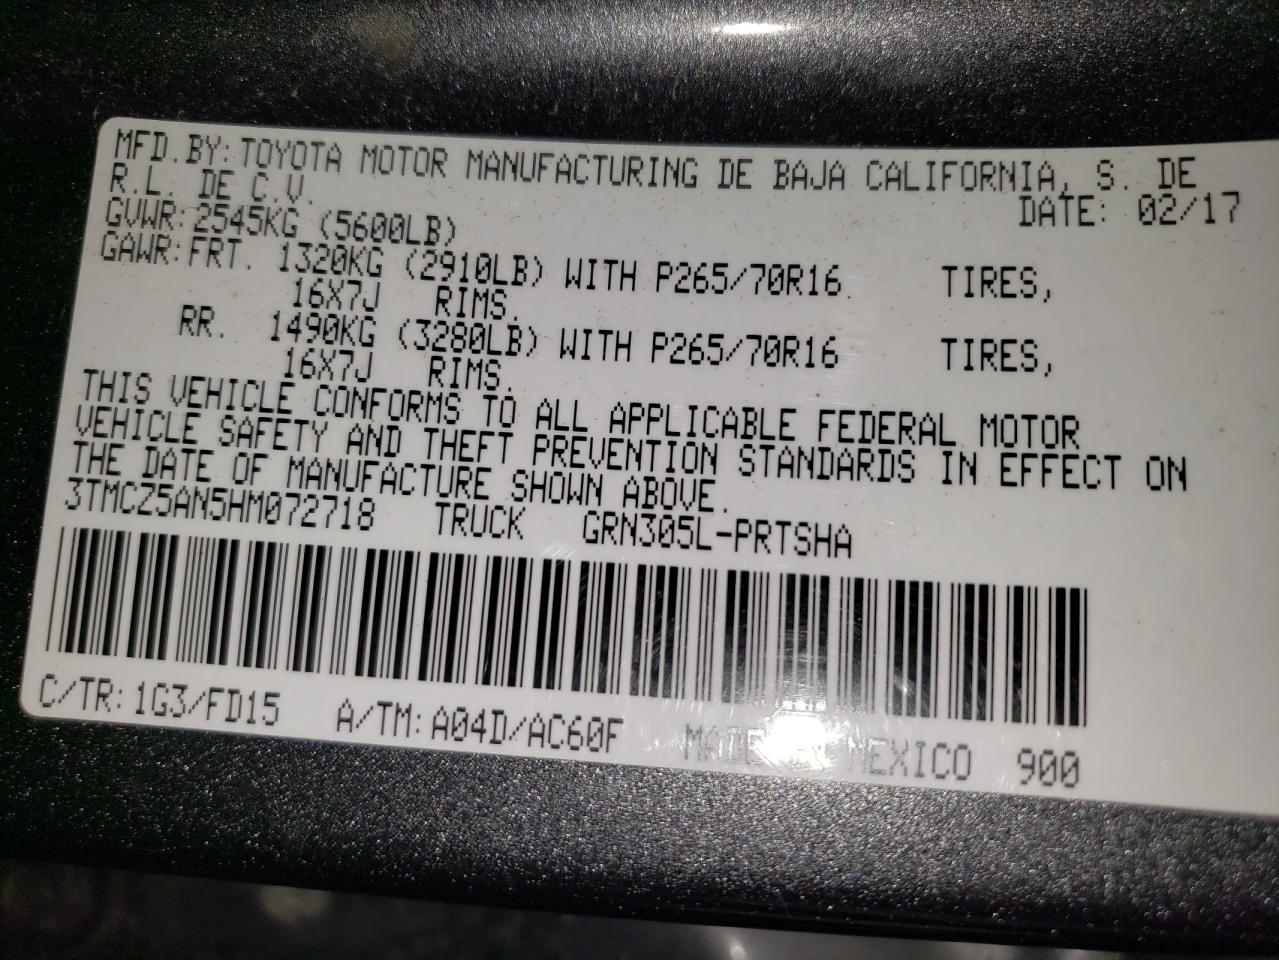 MFD.BY:TOYOTA MOTOR MANUFACTURING DE BAJA CALIFORNIA, S. DE
R.L. DE C.V. DATE: 02/17
GVWR:2545KG (5600LB)
GAWR:FRT. 1320KG (2910LB) WITH P265/70R16 TIRES,
16X7J RIMS.
RR. 1490KG (3280LB) WITH P265/70R16 TIRES,
16X7J RIMS.
THIS VEHICLE CONFORMS TO ALL APPLICABLE FEDERAL MOTOR
VEHICLE SAFETY AND THEFT PREVENTION STANDARDS IN EFFECT ON
THE DATE OF MANUFACTURE SHOWN ABOVE.
3TMCZ5AN5HM072718 TRUCK GRN305L-PRTSHA
C/TR:1G3/FD15 A/TM:A04D/AC60F MADE IN MEXICO 900